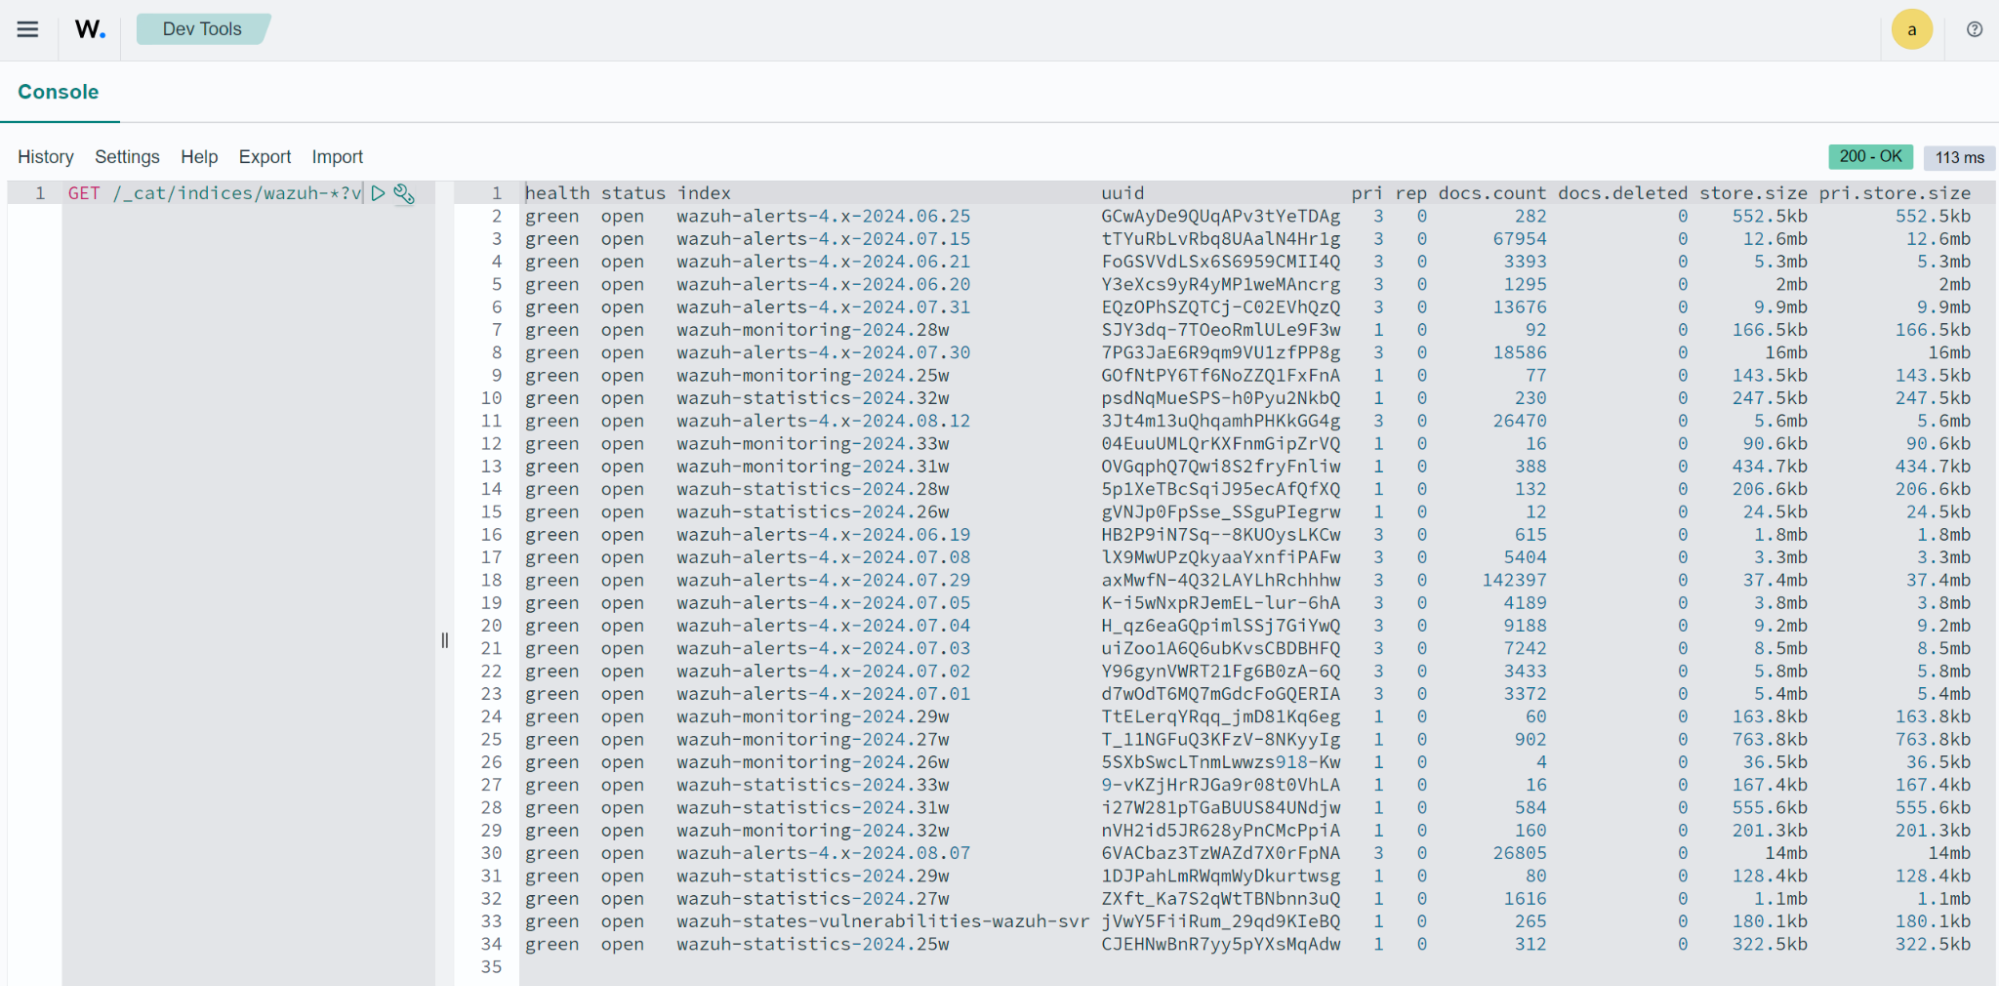 W.
Dev Tools
a
Console
History Settings Help Export Import
200 - OK 113 ms
1 GET /_cat/indices/wazuh-*?v
1 health status index uuid pri rep docs.count docs.deleted store.size pri.store.size
2 green open wazuh-alerts-4.x-2024.06.25 GCwAyDe9QUqAPv3tYeTDAg 3 0 282 0 552.5kb 552.5kb
3 green open wazuh-alerts-4.x-2024.07.15 tTYuRbLvRbq8UAalN4Hr1g 3 0 67954 0 12.6mb 12.6mb
4 green open wazuh-alerts-4.x-2024.06.21 FoGSVVdLSx6S6959CMII4Q 3 0 3393 0 5.3mb 5.3mb
5 green open wazuh-alerts-4.x-2024.06.20 Y3eXcs9yR4yMP1weMAncrg 3 0 1295 0 2mb 2mb
6 green open wazuh-alerts-4.x-2024.07.31 EQzOPhSZQTCj-C02EVhQzQ 3 0 13676 0 9.9mb 9.9mb
7 green open wazuh-monitoring-2024.28w SJY3dq-7TOeoRmlULe9F3w 1 0 92 0 166.5kb 166.5kb
8 green open wazuh-alerts-4.x-2024.07.30 7PG3JaE6R9qm9VU1zfPP8g 3 0 18586 0 16mb 16mb
9 green open wazuh-monitoring-2024.25w GOfNtPY6Tf6NoZZQ1FxFnA 1 0 77 0 143.5kb 143.5kb
10 green open wazuh-statistics-2024.32w psdNqMueSPS-h0Pyu2NkbQ 1 0 230 0 247.5kb 247.5kb
11 green open wazuh-alerts-4.x-2024.08.12 3Jt4m13uQhqamhPHKkGG4g 3 0 26470 0 5.6mb 5.6mb
12 green open wazuh-monitoring-2024.33w 04EuuUMLQrKXFnmGipZrVQ 1 0 16 0 90.6kb 90.6kb
13 green open wazuh-monitoring-2024.31w OVGqphQ7Qwi8S2fryFnliw 1 0 388 0 434.7kb 434.7kb
14 green open wazuh-statistics-2024.28w 5p1XeTBcSqiJ95ecAfQfXQ 1 0 132 0 206.6kb 206.6kb
15 green open wazuh-statistics-2024.26w gVNJp0FpSse_SSguPIegrw 1 0 12 0 24.5kb 24.5kb
16 green open wazuh-alerts-4.x-2024.06.19 HB2P9iN7Sq--8KUOysLKCw 3 0 615 0 1.8mb 1.8mb
17 green open wazuh-alerts-4.x-2024.07.08 lX9MwUPzQkyaaYxnfiPAFw 3 0 5404 0 3.3mb 3.3mb
18 green open wazuh-alerts-4.x-2024.07.29 axMwfN-4Q32LAYLhRchhhw 3 0 142397 0 37.4mb 37.4mb
19 green open wazuh-alerts-4.x-2024.07.05 K-i5wNxpRJemEL-lur-6hA 3 0 4189 0 3.8mb 3.8mb
20 green open wazuh-alerts-4.x-2024.07.04 H_qz6eaGQpimlSSj7GiYwQ 3 0 9188 0 9.2mb 9.2mb
21 green open wazuh-alerts-4.x-2024.07.03 uiZoo1A6Q6ubKvsCBDBHFQ 3 0 7242 0 8.5mb 8.5mb
22 green open wazuh-alerts-4.x-2024.07.02 Y96gynVWRT21Fg6B0zA-6Q 3 0 3433 0 5.8mb 5.8mb
23 green open wazuh-alerts-4.x-2024.07.01 d7wOdT6MQ7mGdcFoGQERIA 3 0 3372 0 5.4mb 5.4mb
24 green open wazuh-monitoring-2024.29w TtELerqYRqq_jmD81Kq6eg 1 0 60 0 163.8kb 163.8kb
25 green open wazuh-monitoring-2024.27w T_11NGFuQ3KFzV-8NKyyIg 1 0 902 0 763.8kb 763.8kb
26 green open wazuh-monitoring-2024.26w 5SXbSwcLTnmLwwzs918-Kw 1 0 4 0 36.5kb 36.5kb
27 green open wazuh-statistics-2024.33w 9-vKZjHrRJGa9r08t0VhLA 1 0 16 0 167.4kb 167.4kb
28 green open wazuh-statistics-2024.31w i27W281pTGaBUUS84UNdjw 1 0 584 0 555.6kb 555.6kb
29 green open wazuh-monitoring-2024.32w nVH2id5JR628yPnCMcPpiA 1 0 160 0 201.3kb 201.3kb
30 green open wazuh-alerts-4.x-2024.08.07 6VACbaz3TzWAZd7X0rFpNA 3 0 26805 0 14mb 14mb
31 green open wazuh-statistics-2024.29w 1DJPahLmRWqmWyDkurtwsg 1 0 80 0 128.4kb 128.4kb
32 green open wazuh-statistics-2024.27w ZXft_Ka7S2qWtTBNbnn3uQ 1 0 1616 0 1.1mb 1.1mb
33 green open wazuh-states-vulnerabilities-wazuh-svr jVwY5FiiRum_29qd9KIeBQ 1 0 265 0 180.1kb 180.1kb
34 green open wazuh-statistics-2024.25w CJEHNwBnR7yy5pYXsMqAdw 1 0 312 0 322.5kb 322.5kb
35